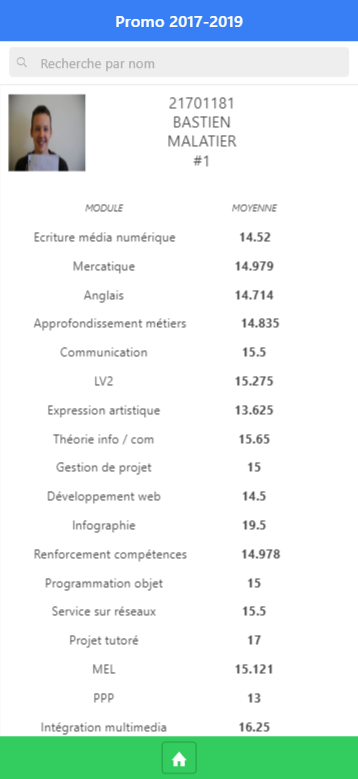 Promo 2017-2019
Recherche par nom
21701181
BASTIEN
MALATIER
#1
MODULE MOYENNE
Ecriture média numérique 14.52
Mercatique 14.979
Anglais 14.714
Approfondissement métiers 14.835
Communication 15.5
LV2 15.275
Expression artistique 13.625
Théorie info / com 15.65
Gestion de projet 15
Développement web 14.5
Infographie 19.5
Renforcement compétences 14.978
Programmation objet 15
Service sur réseaux 15.5
Projet tutoré 17
MEL 15.121
PPP 13
Intégration multimedia 16.25